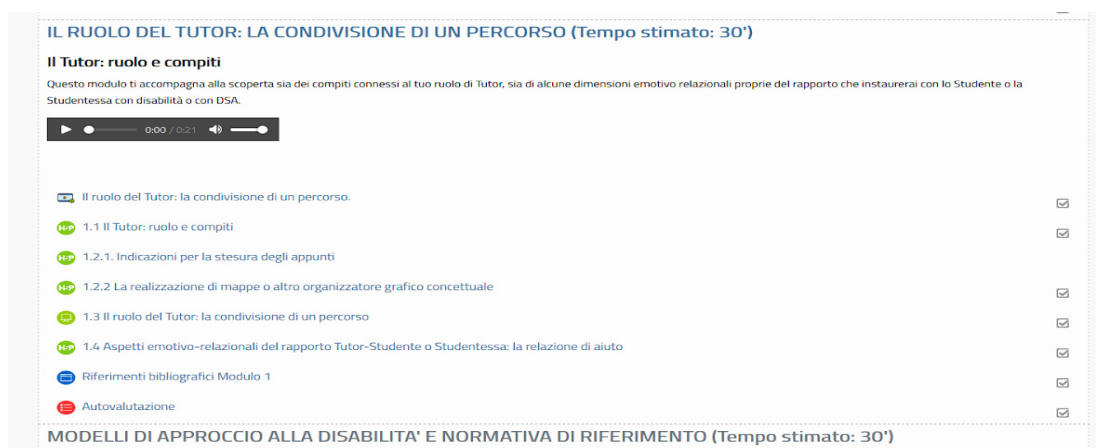 IL RUOLO DEL TUTOR: LA CONDIVISIONE DI UN PERCORSO (Tempo stimato: 30')
Il Tutor: ruolo e compiti
Questo modulo ti accompagna alla scoperta sia dei compiti connessi al tuo ruolo di Tutor, sia di alcune dimensioni emotivo relazionali proprie del rapporto che instaurerai con lo Studente o la
Studentessa con disabilità o con DSA.
0:00 / 0:21
Il ruolo del Tutor: la condivisione di un percorso.
H-P 1.1 Il Tutor: ruolo e compiti
H-P 1.2.1. Indicazioni per la stesura degli appunti
H-P 1.2.2 La realizzazione di mappe o altro organizzatore grafico concettuale
1.3 Il ruolo del Tutor: la condivisione di un percorso
H-P 1.4 Aspetti emotivo-relazionali del rapporto Tutor-Studente o Studentessa: la relazione di aiuto
Riferimenti bibliografici Modulo 1
Autovalutazione
MODELLI DI APPROCCIO ALLA DISABILITA' E NORMATIVA DI RIFERIMENTO (Tempo stimato: 30')